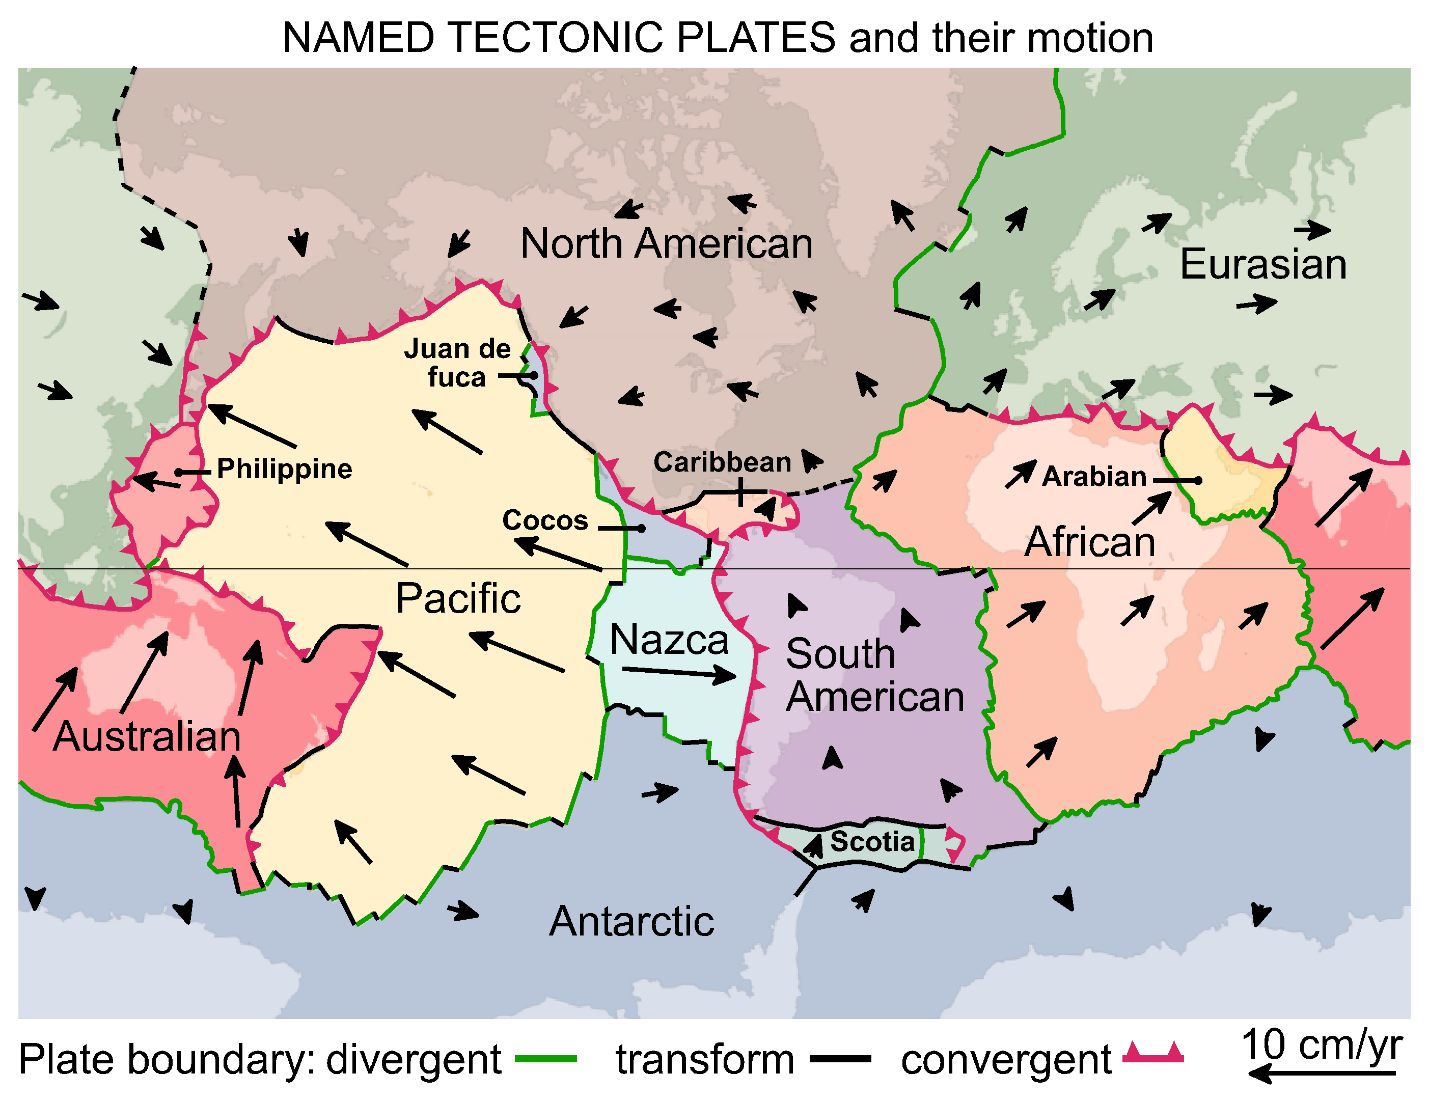 NAMED TECTONIC PLATES and their motion
North American
Eurasian
Juan de
fuca
Philippine
Caribbean
Arabian
Cocos
African
Pacific
Nazca
South
American
Australian
Scotia
Antarctic
Plate boundary: divergent transform convergent 10 cm/yr